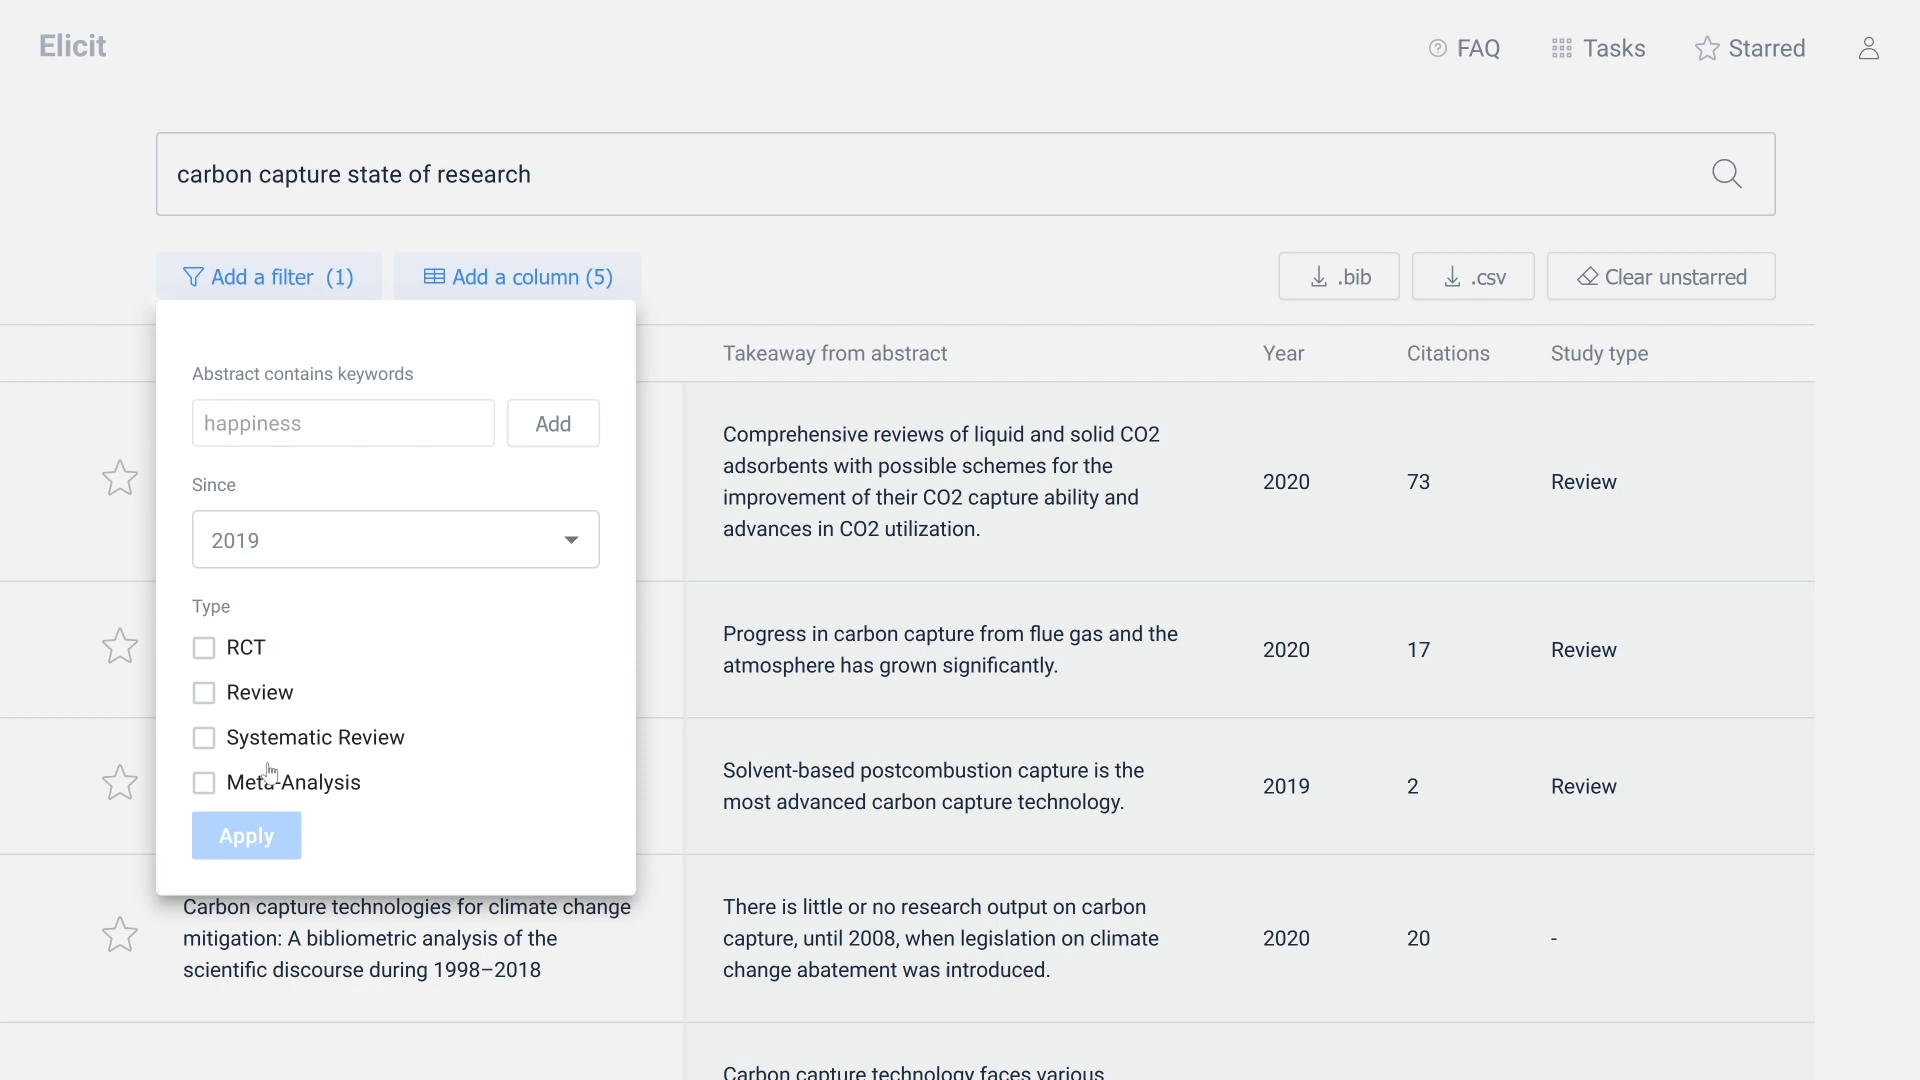 Elicit
FAQ
Tasks
Starred
carbon capture state of research
Add a filter (1)
Add a column (5)
.bib
.csv
Clear unstarred
Takeaway from abstract
Year
Citations
Study type
Abstract contains keywords
happiness
Add
Since
2019
Type
RCT
Review
Systematic Review
Meta-Analysis
Apply
Comprehensive reviews of liquid and solid CO2
adsorbents with possible schemes for the
improvement of their CO2 capture ability and
advances in CO2 utilization.
2020
73
Review
Progress in carbon capture from flue gas and the
atmosphere has grown significantly.
2020
17
Review
Solvent-based postcombustion capture is the
most advanced carbon capture technology.
2019
2
Review
Carbon capture technologies for climate change
mitigation: A bibliometric analysis of the
scientific discourse during 1998–2018
There is little or no research output on carbon
capture, until 2008, when legislation on climate
change abatement was introduced.
2020
20
-
Carbon capture technology faces various